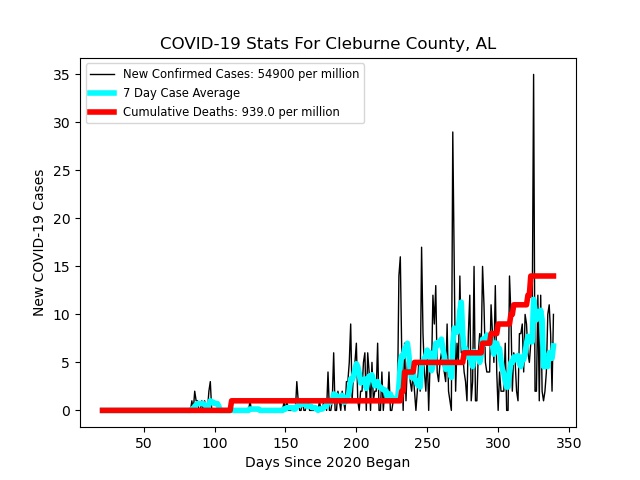 COVID-19 Stats For Cleburne County, AL
New Confirmed Cases: 54900 per million
7 Day Case Average
Cumulative Deaths: 939.0 per million
35
30
25
20
15
10
5
0
New COVID-19 Cases
50 100 150 200 250 300 350
Days Since 2020 Began